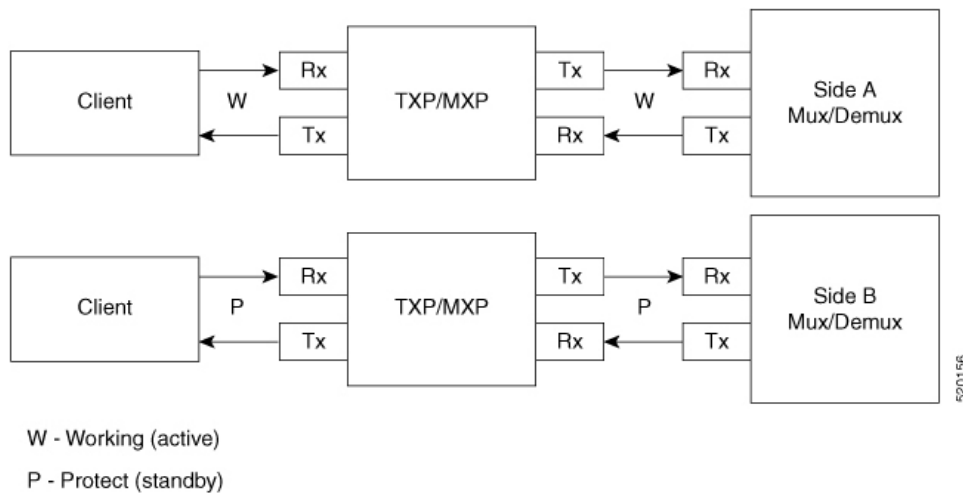 Client
W
Rx
Tx
TXP/MXP
Tx
Rx
W
Rx
Tx
Side A
Mux/Demux
Client
P
Rx
Tx
TXP/MXP
Tx
Rx
P
Rx
Tx
Side B
Mux/Demux
520156
W - Working (active)
P - Protect (standby)